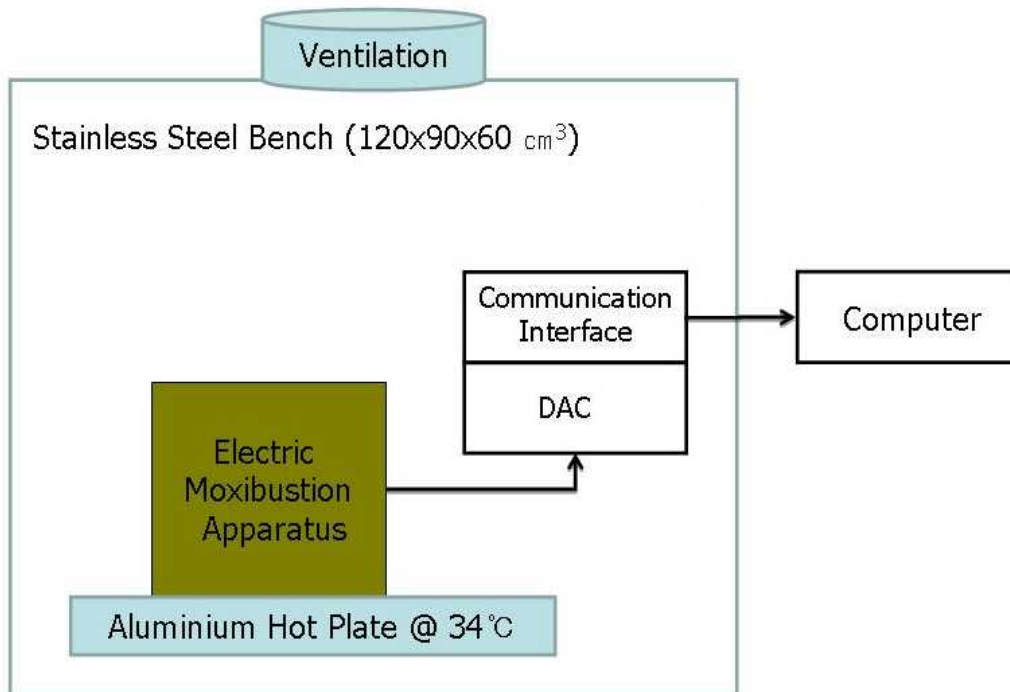 Ventilation
Stainless Steel Bench (120x90x60 cm³)
Communication
Interface
Computer
DAC
Electric
Moxibustion
Apparatus
Aluminium Hot Plate @ 34℃